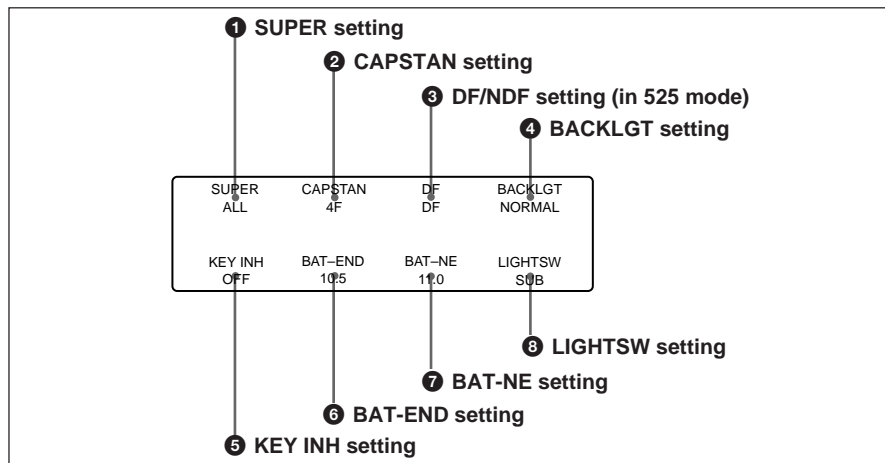 ❶ SUPER setting
❷ CAPSTAN setting
❸ DF/NDF setting (in 525 mode)
❹ BACKLGT setting
SUPER CAPSTAN DF BACKLGT
ALL 4F DF NORMAL
KEY INH BAT–END BAT–NE LIGHTSW
OFF 10.5 11.0 SUB
❽ LIGHTSW setting
❼ BAT-NE setting
❻ BAT-END setting
❺ KEY INH setting